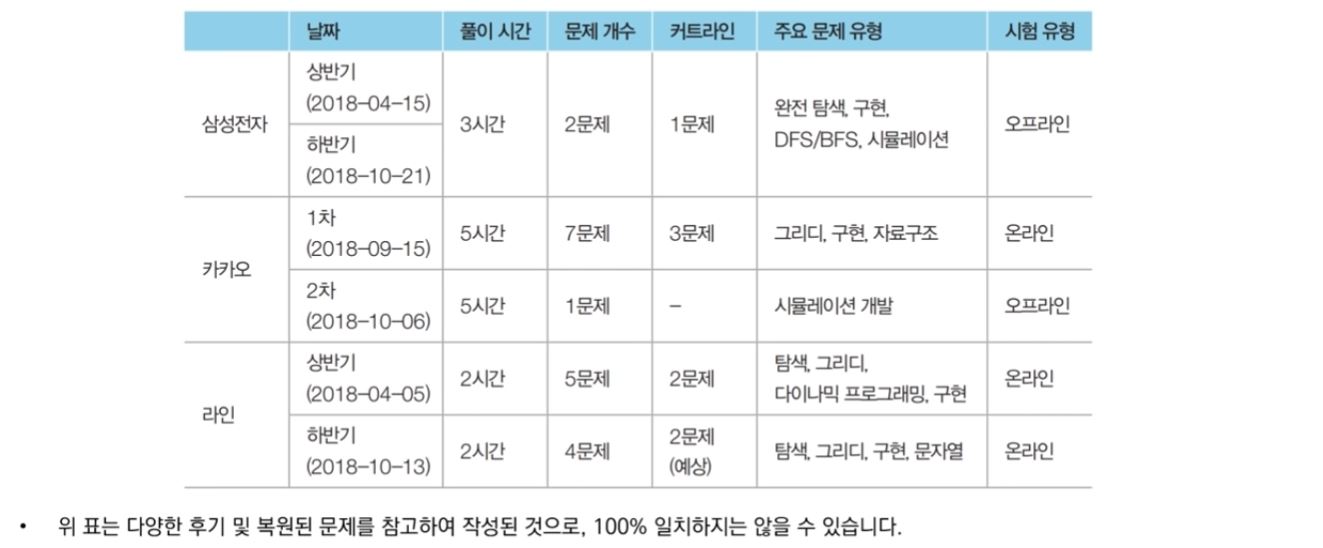 날짜 풀이 시간 문제 개수 커트라인 주요 문제 유형 시험 유형
삼성전자
상반기
(2018-04-15)
하반기
(2018-10-21)
3시간 2문제 1문제
완전 탐색, 구현,
DFS/BFS, 시뮬레이션
오프라인
카카오
1차
(2018-09-15)
5시간 7문제 3문제 그리디, 구현, 자료구조 온라인
2차
(2018-10-06)
5시간 1문제 – 시뮬레이션 개발 오프라인
라인
상반기
(2018-04-05)
2시간 5문제 2문제
탐색, 그리디,
다이나믹 프로그래밍, 구현
온라인
하반기
(2018-10-13)
2시간 4문제
2문제
(예상)
탐색, 그리디, 구현, 문자열 온라인
• 위 표는 다양한 후기 및 복원된 문제를 참고하여 작성된 것으로, 100% 일치하지는 않을 수 있습니다.